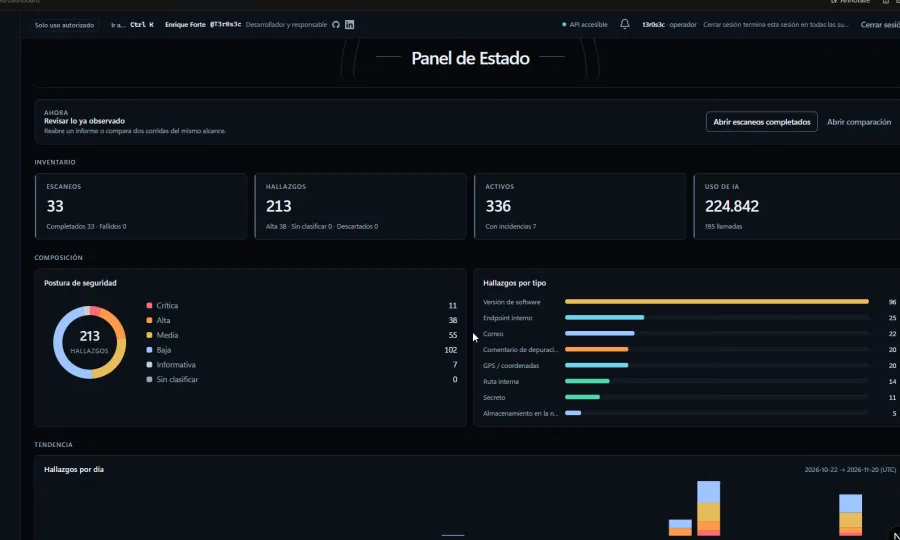 Annotate
Solo uso autorizado
Ir a... Ctrl K
Enrique Forte @T3r0s3c Desarrollador y responsable
API accesible
t3r0s3c · operador
Cerrar sesión termina esta sesión en todas las su...
Cerrar sesió
Panel de Estado
AHORA
Revisar lo ya observado
Reabre un informe o compara dos corridas del mismo alcance.
Abrir escaneos completados
Abrir comparación
INVENTARIO
ESCANEOS
33
Completados 33 · Fallidos 0
HALLAZGOS
213
Alta 38 · Sin clasificar 0 · Descartados 0
ACTIVOS
336
Con incidencias 7
USO DE IA
224.842
195 llamadas
COMPOSICIÓN
Postura de seguridad
213
HALLAZGOS
Crítica 11
Alta 38
Media 55
Baja 102
Informativa 7
Sin clasificar 0
Hallazgos por tipo
Versión de software 96
Endpoint interno 25
Correo 22
Comentario de depuraci... 20
GPS / coordenadas 20
Ruta interna 14
Secreto 11
Almacenamiento en la n... 5
TENDENCIA
Hallazgos por día
2026-10-22 → 2026-11-20 (UTC)
N